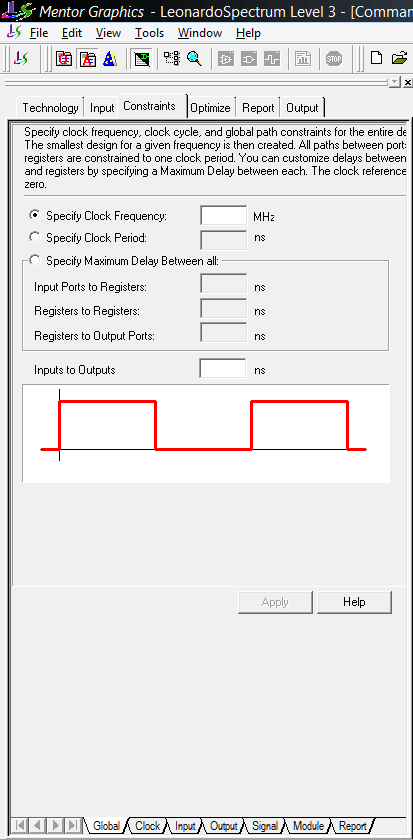 Mentor Graphics - LeonardoSpectrum Level 3 - [Comma
File Edit View Tools Window Help
STOP
Technology Input Constraints Optimize Report Output
Specify clock frequency, clock cycle, and global path constraints for the entire de
The smallest design for a given frequency is then created. All paths between port
registers are constrained to one clock period. You can customize delays between
and registers by specifying a Maximum Delay between each. The clock reference
zero.
Specify Clock Frequency: MHz
Specify Clock Period: ns
Specify Maximum Delay Between all:
Input Ports to Registers: ns
Registers to Registers: ns
Registers to Output Ports: ns
Inputs to Outputs ns
Apply Help
Global Clock Input Output Signal Module Report